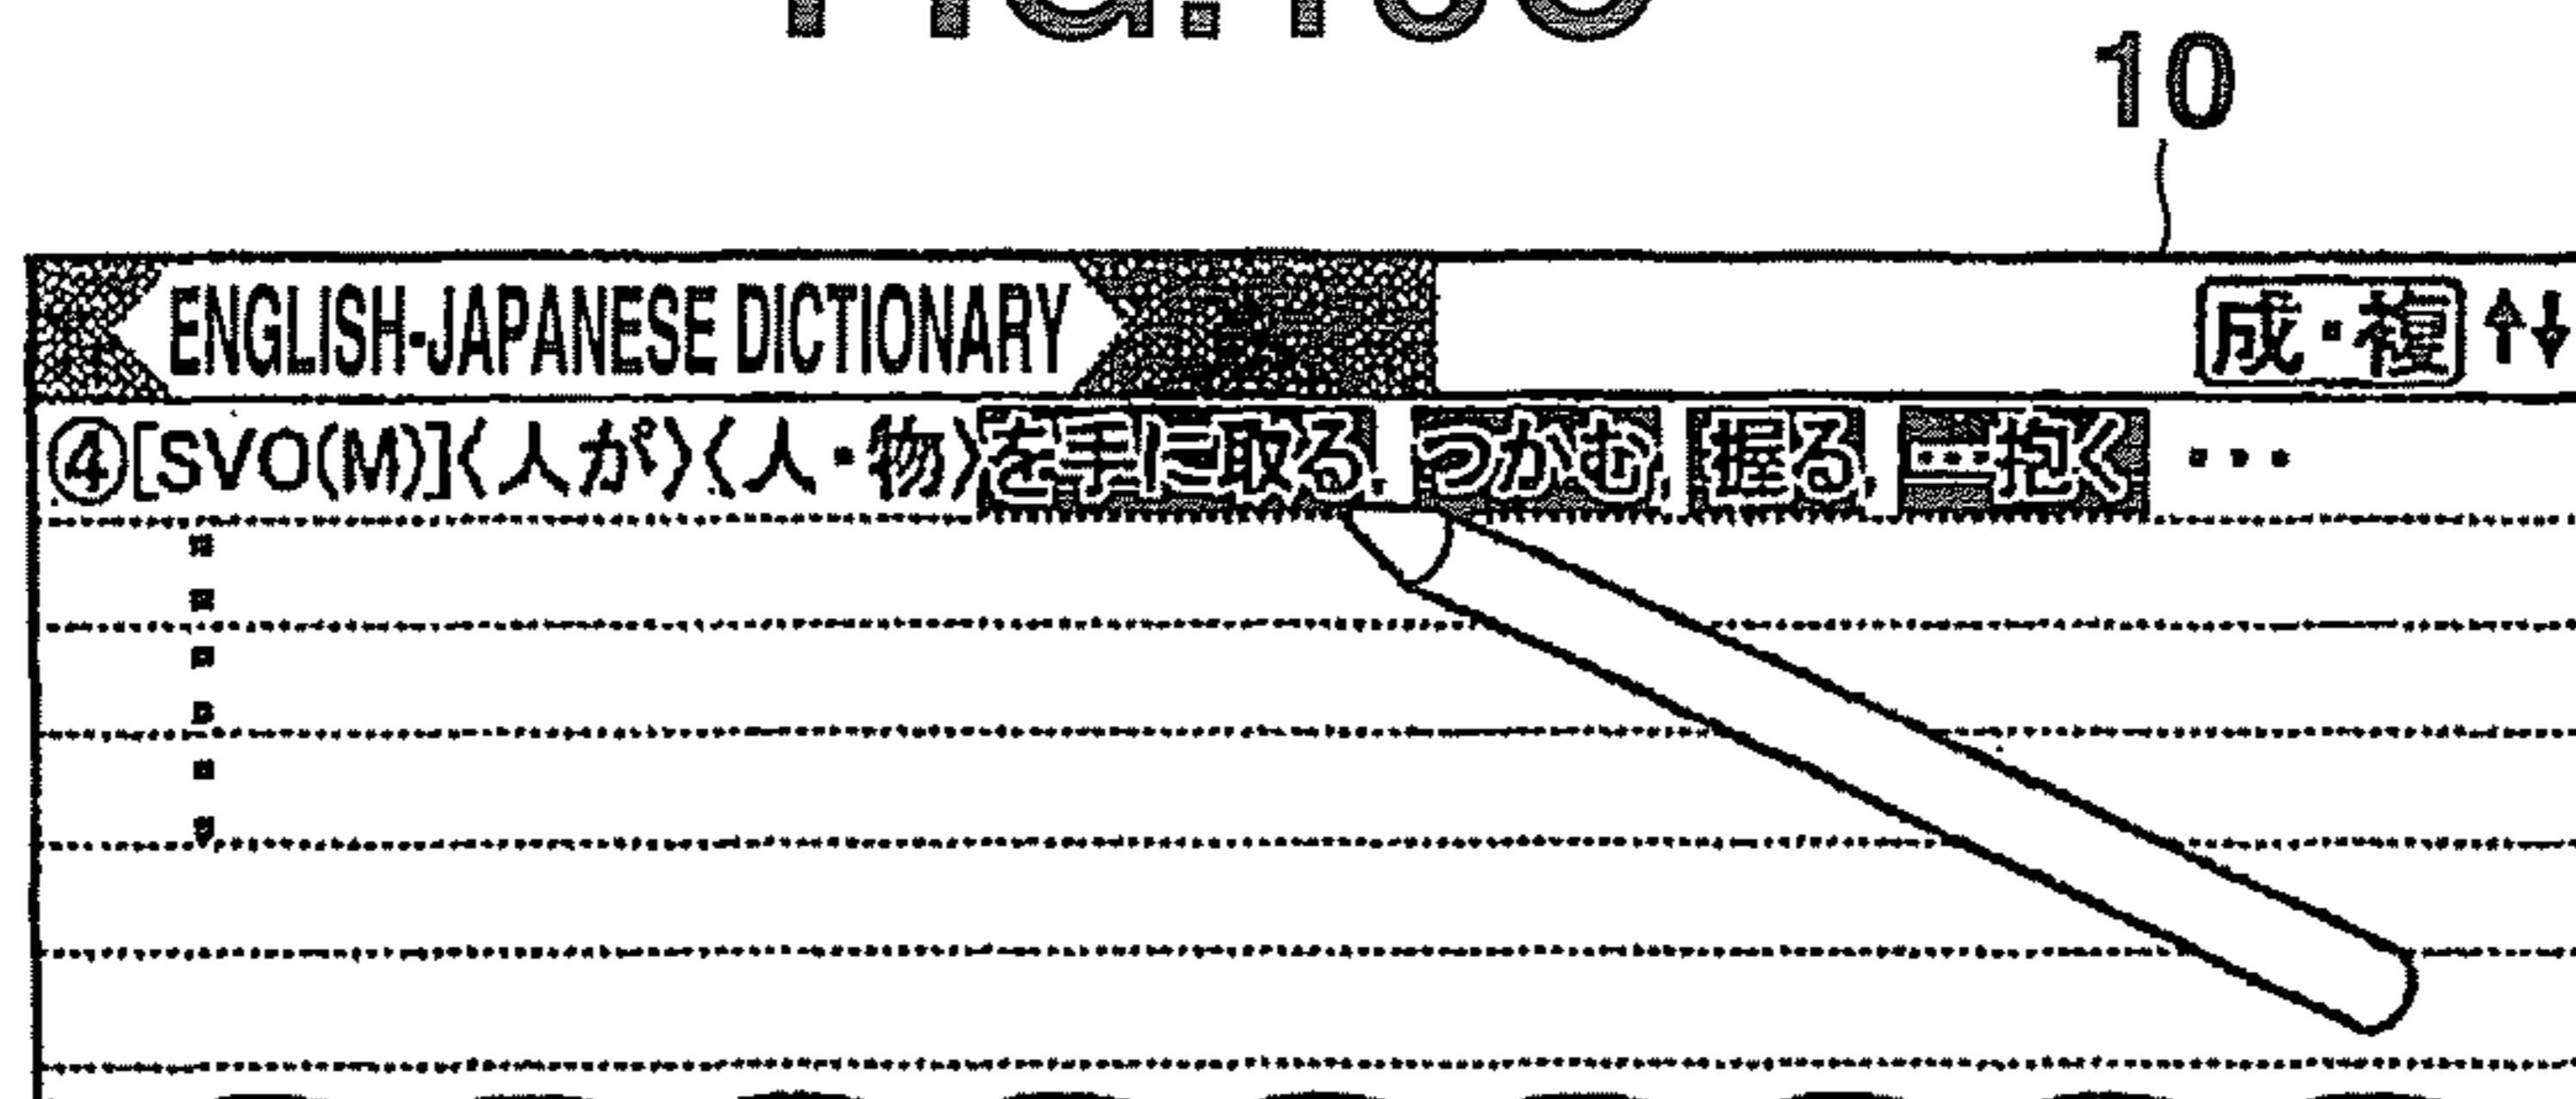 10
ENGLISH-JAPANESE DICTIONARY 成・複 ↑↓
④[SVO(M)]〈人が〉〈人・物〉を手に取る, つかむ, 握る, …抱く ・・・